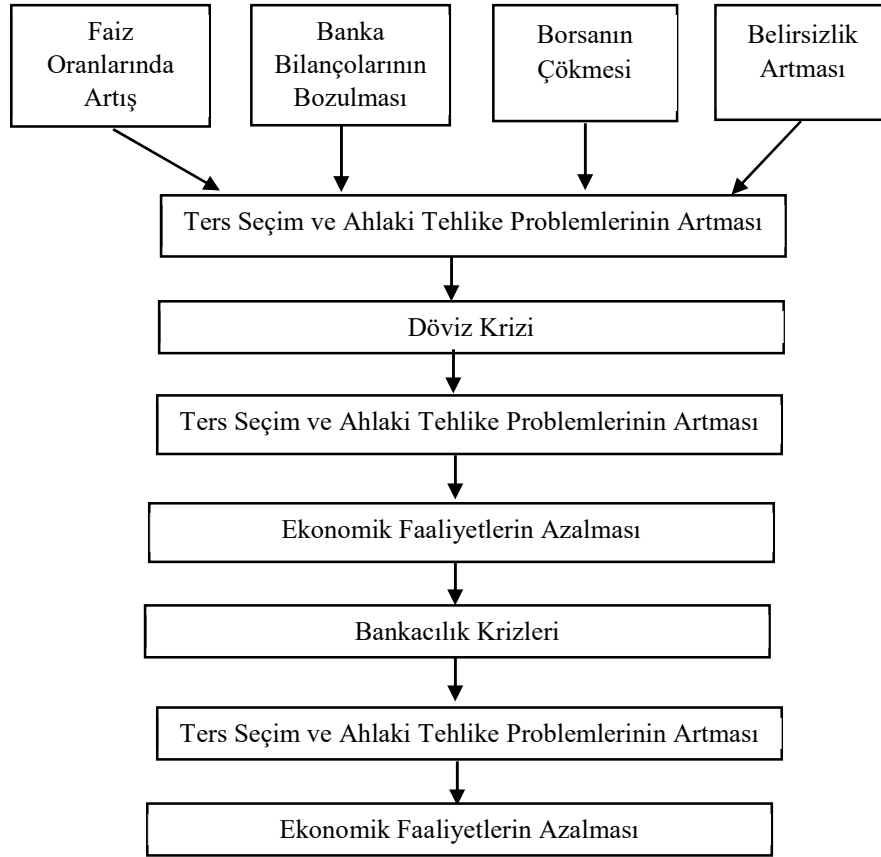 Faiz
Oranlarında
Artış
Banka
Bilançolarının
Bozulması
Borsanın
Çökmesi
Belirsizlik
Artması
Ters Seçim ve Ahlaki Tehlike Problemlerinin Artması
Döviz Krizi
Ters Seçim ve Ahlaki Tehlike Problemlerinin Artması
Ekonomik Faaliyetlerin Azalması
Bankacılık Krizleri
Ters Seçim ve Ahlaki Tehlike Problemlerinin Artması
Ekonomik Faaliyetlerin Azalması